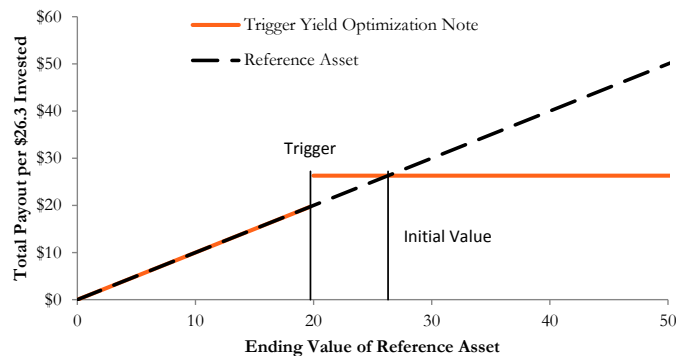 Trigger Yield Optimization Note
Reference Asset
Total Payout per $26.3 Invested
$60
$50
$40
$30
$20
$10
$0
Trigger
Initial Value
0
10
20
30
40
50
Ending Value of Reference Asset